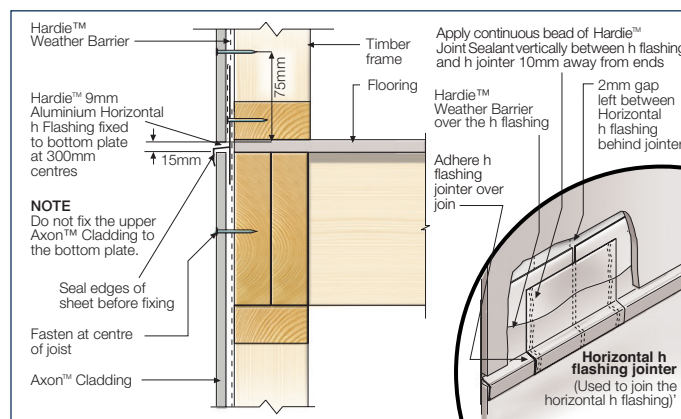 Hardie™
Weather Barrier
Hardie™ 9mm
Aluminium Horizontal
h Flashing fixed
to bottom plate
at 300mm
centres
15mm
NOTE
Do not fix the upper
Axon™ Cladding to
the bottom plate.
Seal edges of
sheet before fixing
Fasten at centre
of joist
Axon™ Cladding
75mm
Timber
frame
Flooring
Apply continuous bead of Hardie™
Joint Sealant vertically between h flashing
and h jointer 10mm away from ends
Hardie™
Weather Barrier
over the h flashing
2mm gap
left between
Horizontal
h flashing
behind jointer
Adhere h
flashing
jointer over
join
Horizontal h
flashing jointer
(Used to join the
horizontal h flashing)'